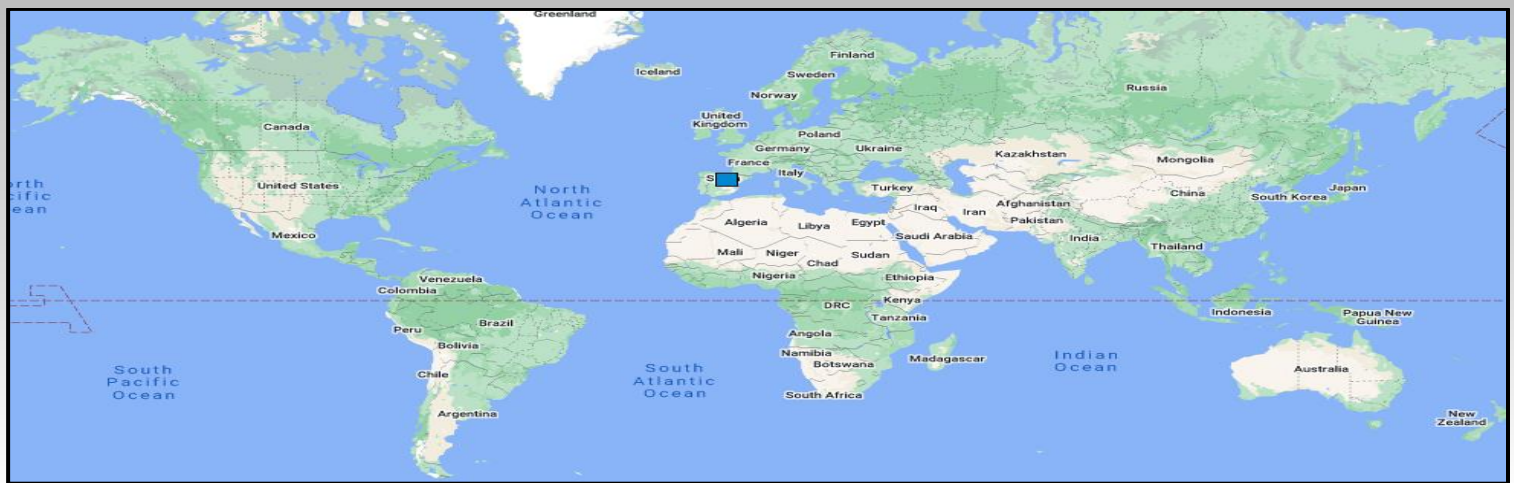 Greenland
Iceland
Finland
Sweden
Norway
Russia
Canada
United
Kingdom
Poland
Germany
Ukraine
France
Kazakhstan
Mongolia
Italy
S
Turkey
United States
North
Atlantic
Ocean
orth
cific
ean
China
Japan
South Korea
Afghanistan
Iraq
Iran
Pakistan
Algeria
Libya
Egypt
Saudi Arabia
Mexico
India
Thailand
Mali
Niger
Chad
Sudan
Nigeria
Ethiopia
Venezuela
Colombia
DRC
Kenya
Tanzania
Indonesia
Papua New
Guinea
Peru
Brazil
Angola
Bolivia
Namibia
Botswana
Madagascar
Indian
Ocean
South
Pacific
Ocean
Chile
South
Atlantic
Ocean
Australia
South Africa
Argentina
New
Zealand